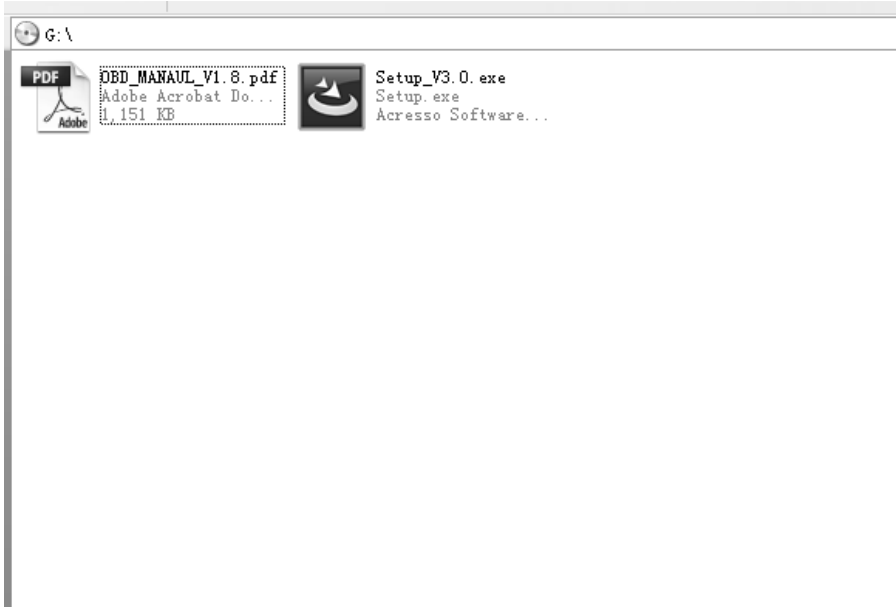 G:\
PDF
Adobe
OBD_MANAUL_V1.8.pdf
Adobe Acrobat Do...
1,151 KB
Setup_V3.0.exe
Setup.exe
Acresso Software...